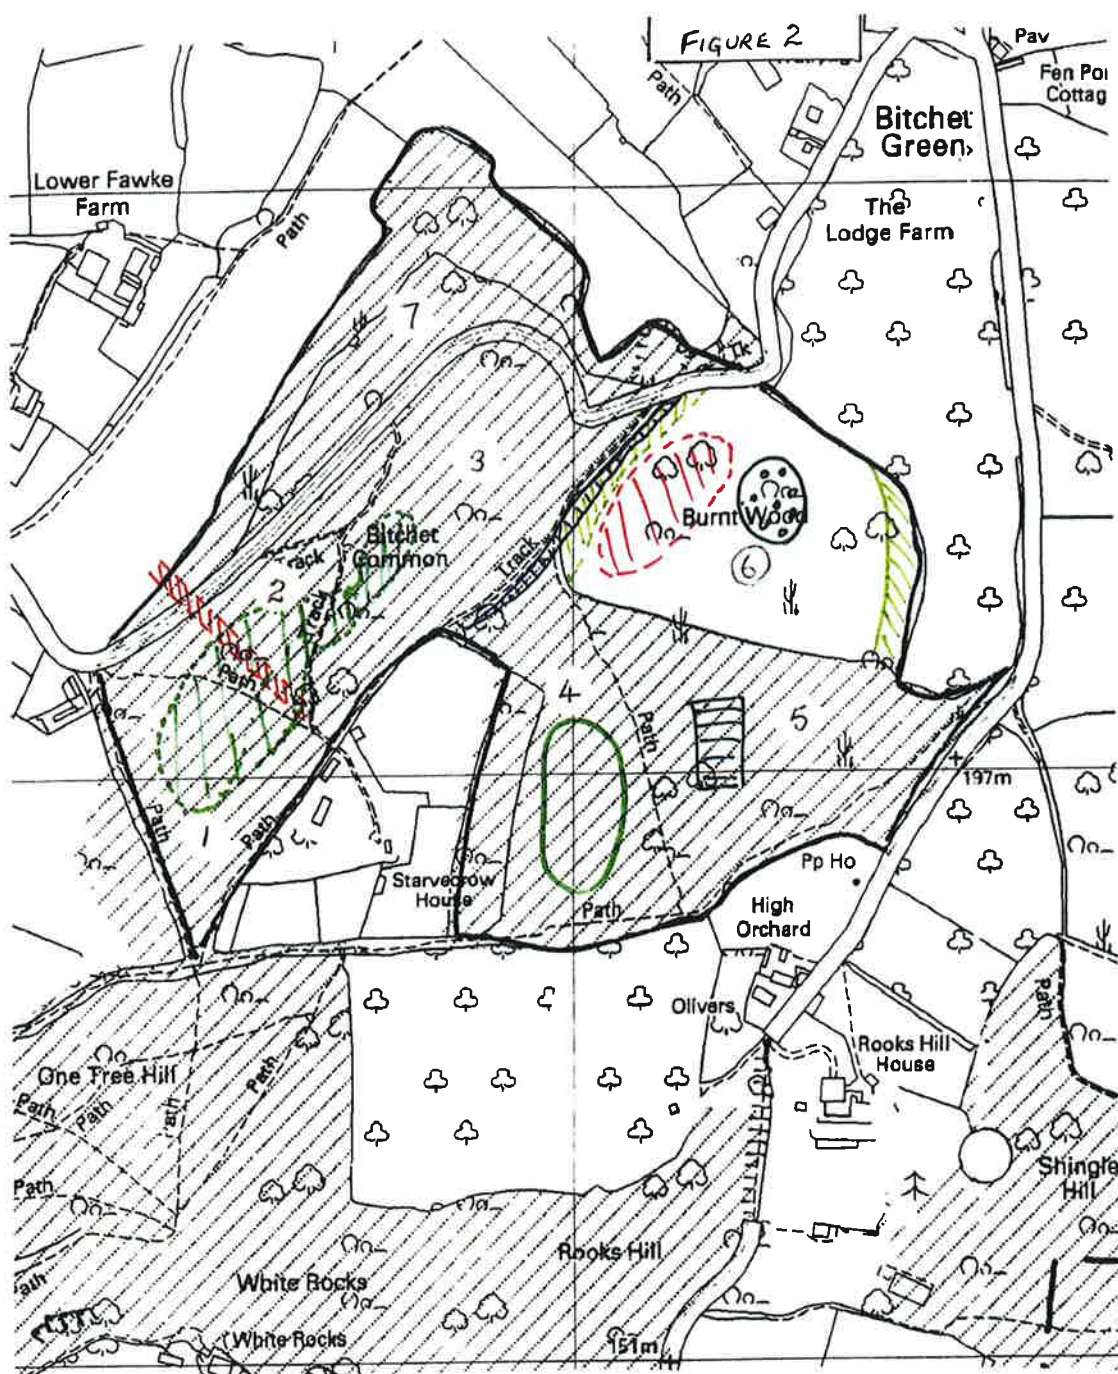 FIGURE 2
Pav
Path
Fen Poi
Cottag
Bitchet
Green
Lower Fawke
Farm
The
Lodge Farm
Path
7
Tk
3
Burnt Wood
6
Bitchet
Common
Track
Track
2
Track
Path
4
Path
5
197m
Path
1
Path
Pp Ho
Starvecrow
House
Path
High
Orchard
Olivers
Path
Rooks Hill
House
One Tree Hill
Path
Path
Path
Path
Path
Shingle
Hill
Rooks Hill
White Rocks
White Rocks
151m